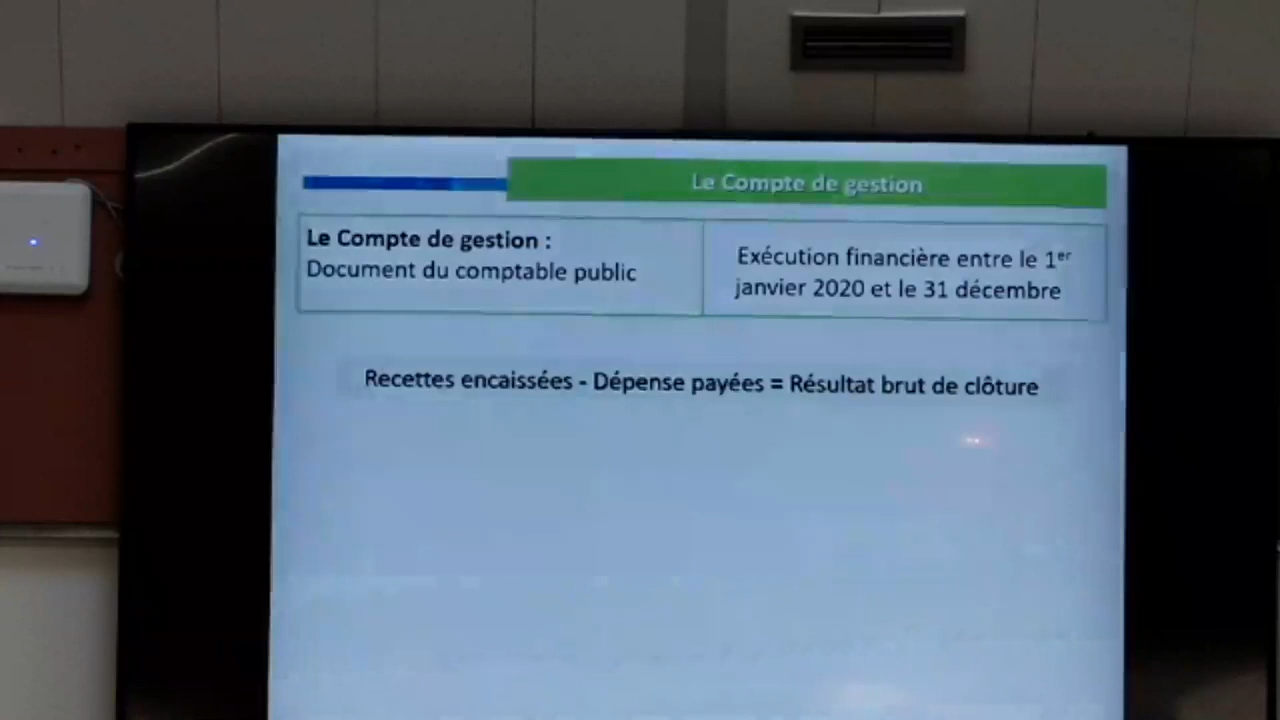 Le Compte de gestion
Le Compte de gestion :
Document du comptable public
Exécution financière entre le 1er
janvier 2020 et le 31 décembre
Recettes encaissées - Dépense payées = Résultat brut de clôture